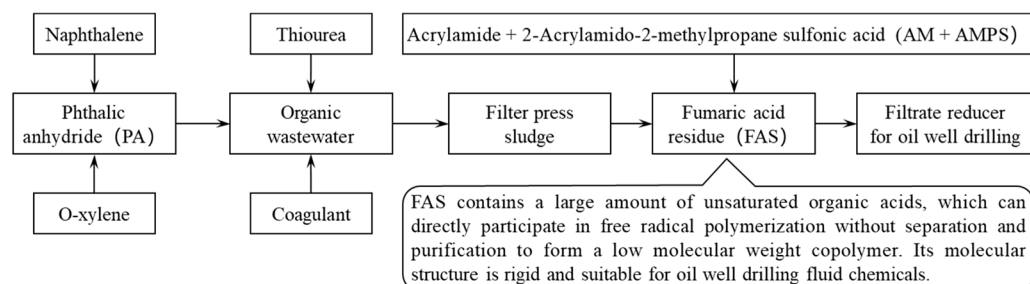 Naphthalene
Thiourea
Acrylamide + 2-Acrylamido-2-methylpropane sulfonic acid (AM + AMPS)
Phthalic
anhydride (PA)
Organic
wastewater
Filter press
sludge
Fumaric acid
residue (FAS)
Filtrate reducer
for oil well drilling
O-xylene
Coagulant
FAS contains a large amount of unsaturated organic acids, which can
directly participate in free radical polymerization without separation and
purification to form a low molecular weight copolymer. Its molecular
structure is rigid and suitable for oil well drilling fluid chemicals.